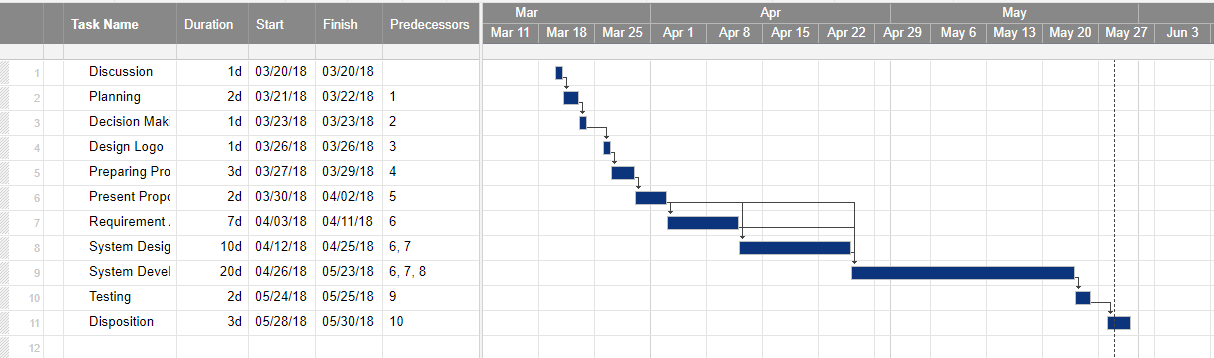 Mar Apr May
Task Name Duration Start Finish Predecessors
Mar 11 Mar 18 Mar 25 Apr 1 Apr 8 Apr 15 Apr 22 Apr 29 May 6 May 13 May 20 May 27 Jun 3
1 Discussion 1d 03/20/18 03/20/18
2 Planning 2d 03/21/18 03/22/18 1
3 Decision Mak 1d 03/23/18 03/23/18 2
4 Design Logo 1d 03/26/18 03/26/18 3
5 Preparing Pro 3d 03/27/18 03/29/18 4
6 Present Propo 2d 03/30/18 04/02/18 5
7 Requirement 7d 04/03/18 04/11/18 6
8 System Desig 10d 04/12/18 04/25/18 6, 7
9 System Devel 20d 04/26/18 05/23/18 6, 7, 8
10 Testing 2d 05/24/18 05/25/18 9
11 Disposition 3d 05/28/18 05/30/18 10
12